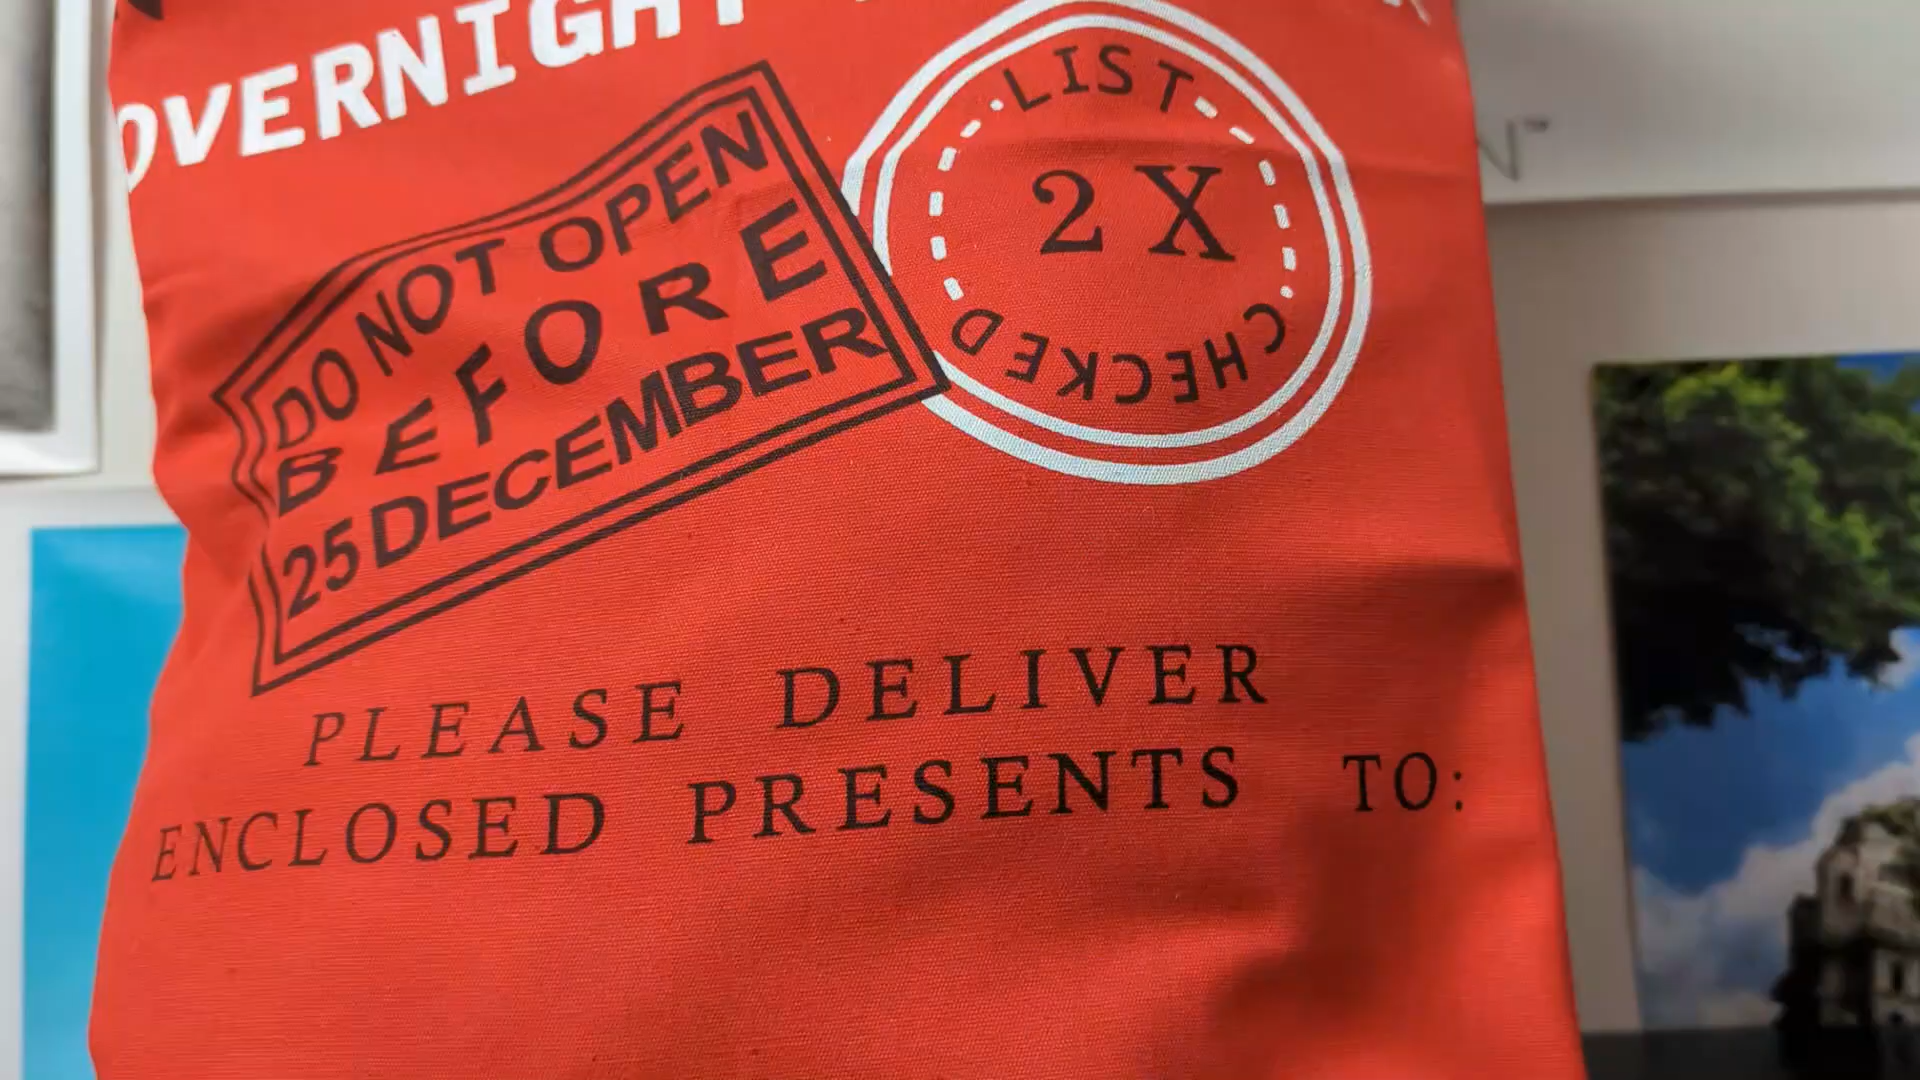 OVERNIGHT
DO NOT OPEN
BEFORE
25 DECEMBER
LIST
2 X
CHECKED
PLEASE DELIVER
ENCLOSED PRESENTS TO: